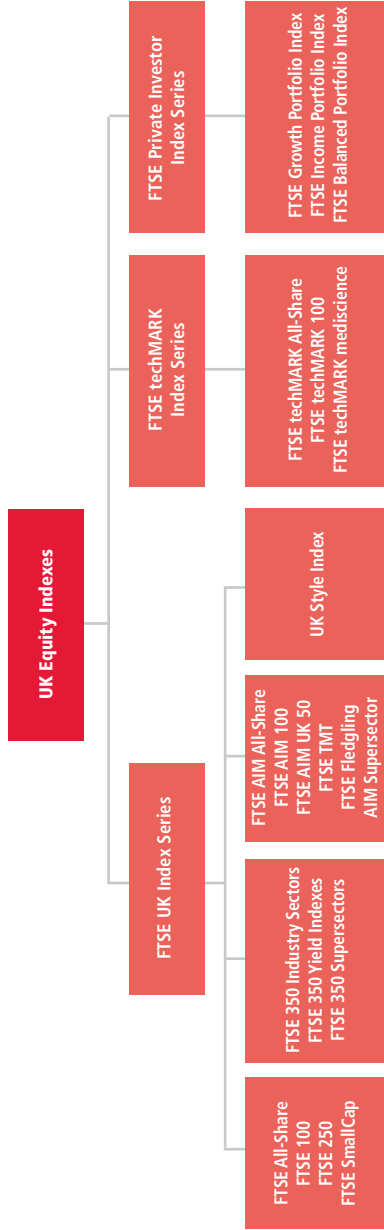 UK Equity Indexes
FTSE UK Index Series
FTSE techMARK
Index Series
FTSE Private Investor
Index Series
FTSE All-Share
FTSE 100
FTSE 250
FTSE SmallCap
FTSE 350 Industry Sectors
FTSE 350 Yield Indexes
FTSE 350 Supersectors
FTSE AIM All-Share
FTSE AIM 100
FTSE AIM UK 50
FTSE TMT
FTSE Fledgling
AIM Supersector
UK Style Index
FTSE techMARK All-Share
FTSE techMARK 100
FTSE techMARK mediscience
FTSE Growth Portfolio Index
FTSE Income Portfolio Index
FTSE Balanced Portfolio Index